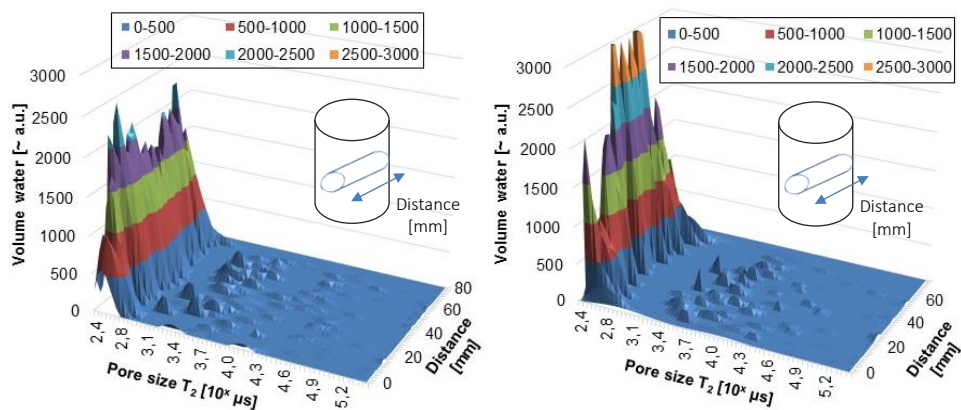 0-500 500-1000 1000-1500
1500-2000 2000-2500 2500-3000
3000
2500
2000
1500
1000
500
0
Volume water [~ a.u.]
Distance
[mm]
2,4
2,8
3,1
3,4
3,7
4,0
4,3
4,6
4,9
5,2
Pore size T2 [10^x µs]
0
20
40
60
80
Distance
[mm]
0-500 500-1000 1000-1500
1500-2000 2000-2500 2500-3000
3000
2500
2000
1500
1000
500
0
Volume water [~ a.u.]
Distance
[mm]
2,4
2,8
3,1
3,4
3,7
4,0
4,3
4,6
4,9
5,2
Pore size T2 [10^x µs]
0
20
40
60
Distance
[mm]